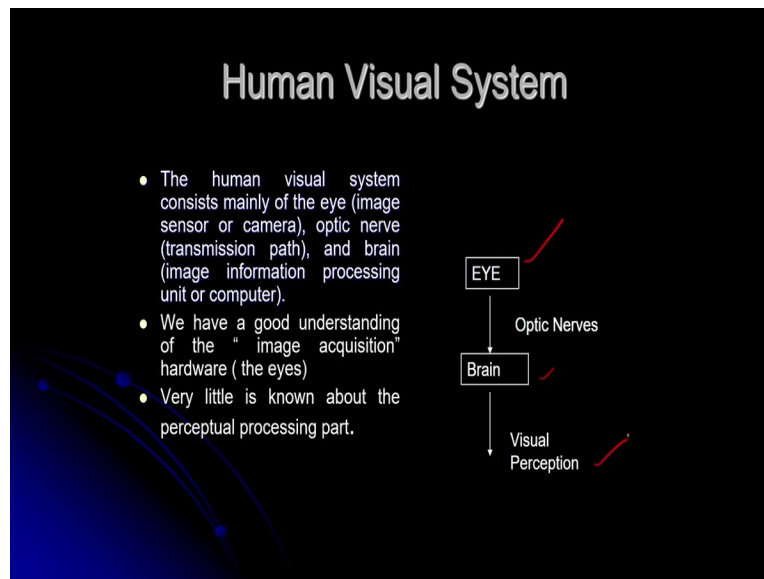 Human Visual System
The human visual system
consists mainly of the eye (image
sensor or camera), optic nerve
(transmission path), and brain
(image information processing
unit or computer).
We have a good understanding
of the “ image acquisition”
hardware ( the eyes)
Very little is known about the
perceptual processing part.
EYE
Optic Nerves
Brain
Visual
Perception